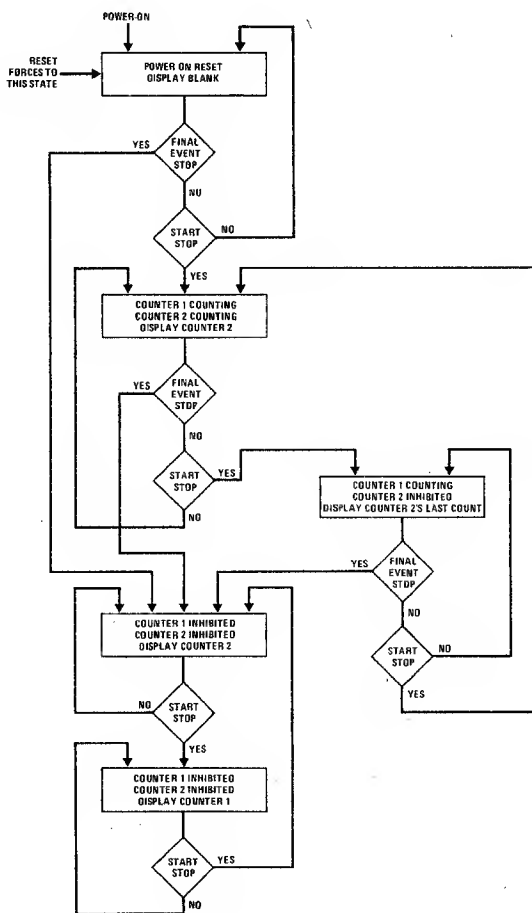 POWER-ON
RESET
FORCES TO
THIS STATE
POWER ON RESET
DISPLAY BLANK
YES
FINAL
EVENT
STOP
NU
START
STOP
NO
YES
COUNTER 1 COUNTING
COUNTER 2 COUNTING
DISPLAY COUNTER 2
YES
FINAL
EVENT
STOP
NO
START
STOP
YES
NO
COUNTER 1 COUNTING
COUNTER 2 INHIBITED
DISPLAY COUNTER 2'S LAST COUNT
YES
FINAL
EVENT
STOP
NO
START
STOP
NO
YES
COUNTER 1 INHIBITED
COUNTER 2 INHIBITED
DISPLAY COUNTER 2
NO
START
STOP
YES
COUNTER 1 INHIBITED
COUNTER 2 INHIBITED
DISPLAY COUNTER 1
START
STOP
YES
NO